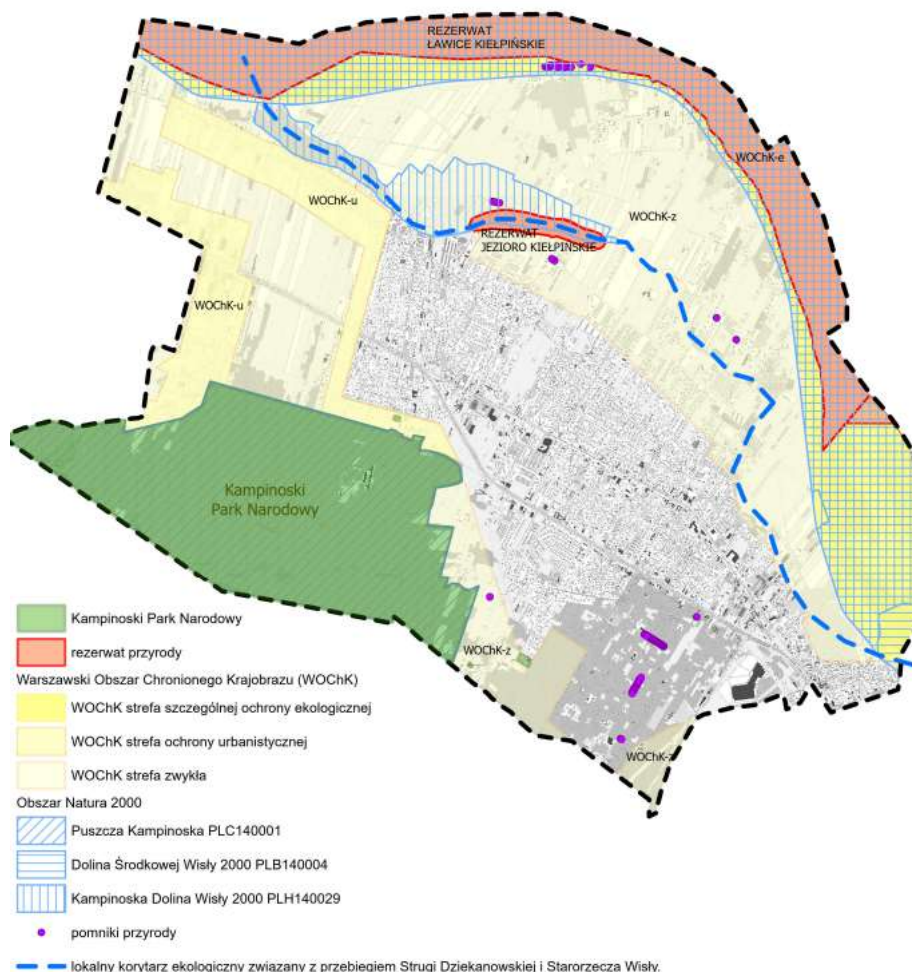 REZERWAT
ŁAWICE KIEŁPIŃSKIE
WOChK-e
WOChK-u
WOChK-z
REZERWAT
JEZIORO KIEŁPIŃSKIE
WOChK-u
Kampinoski
Park Narodowy
WOChK-z
WOChK-z
Kampinoski Park Narodowy
rezerwat przyrody
Warszawski Obszar Chronionego Krajobrazu (WOChK)
WOChK strefa szczególnej ochrony ekologicznej
WOChK strefa ochrony urbanistycznej
WOChK strefa zwykła
Obszar Natura 2000
Puszcza Kampinoska PLC140001
Dolina Środkowej Wisły 2000 PLB140004
Kampinoska Dolina Wisły 2000 PLH140029
pomniki przyrody
lokalny korytarz ekologiczny związany z przebiegiem Strugi Dziekanowskiej i Starorzecza Wisły.